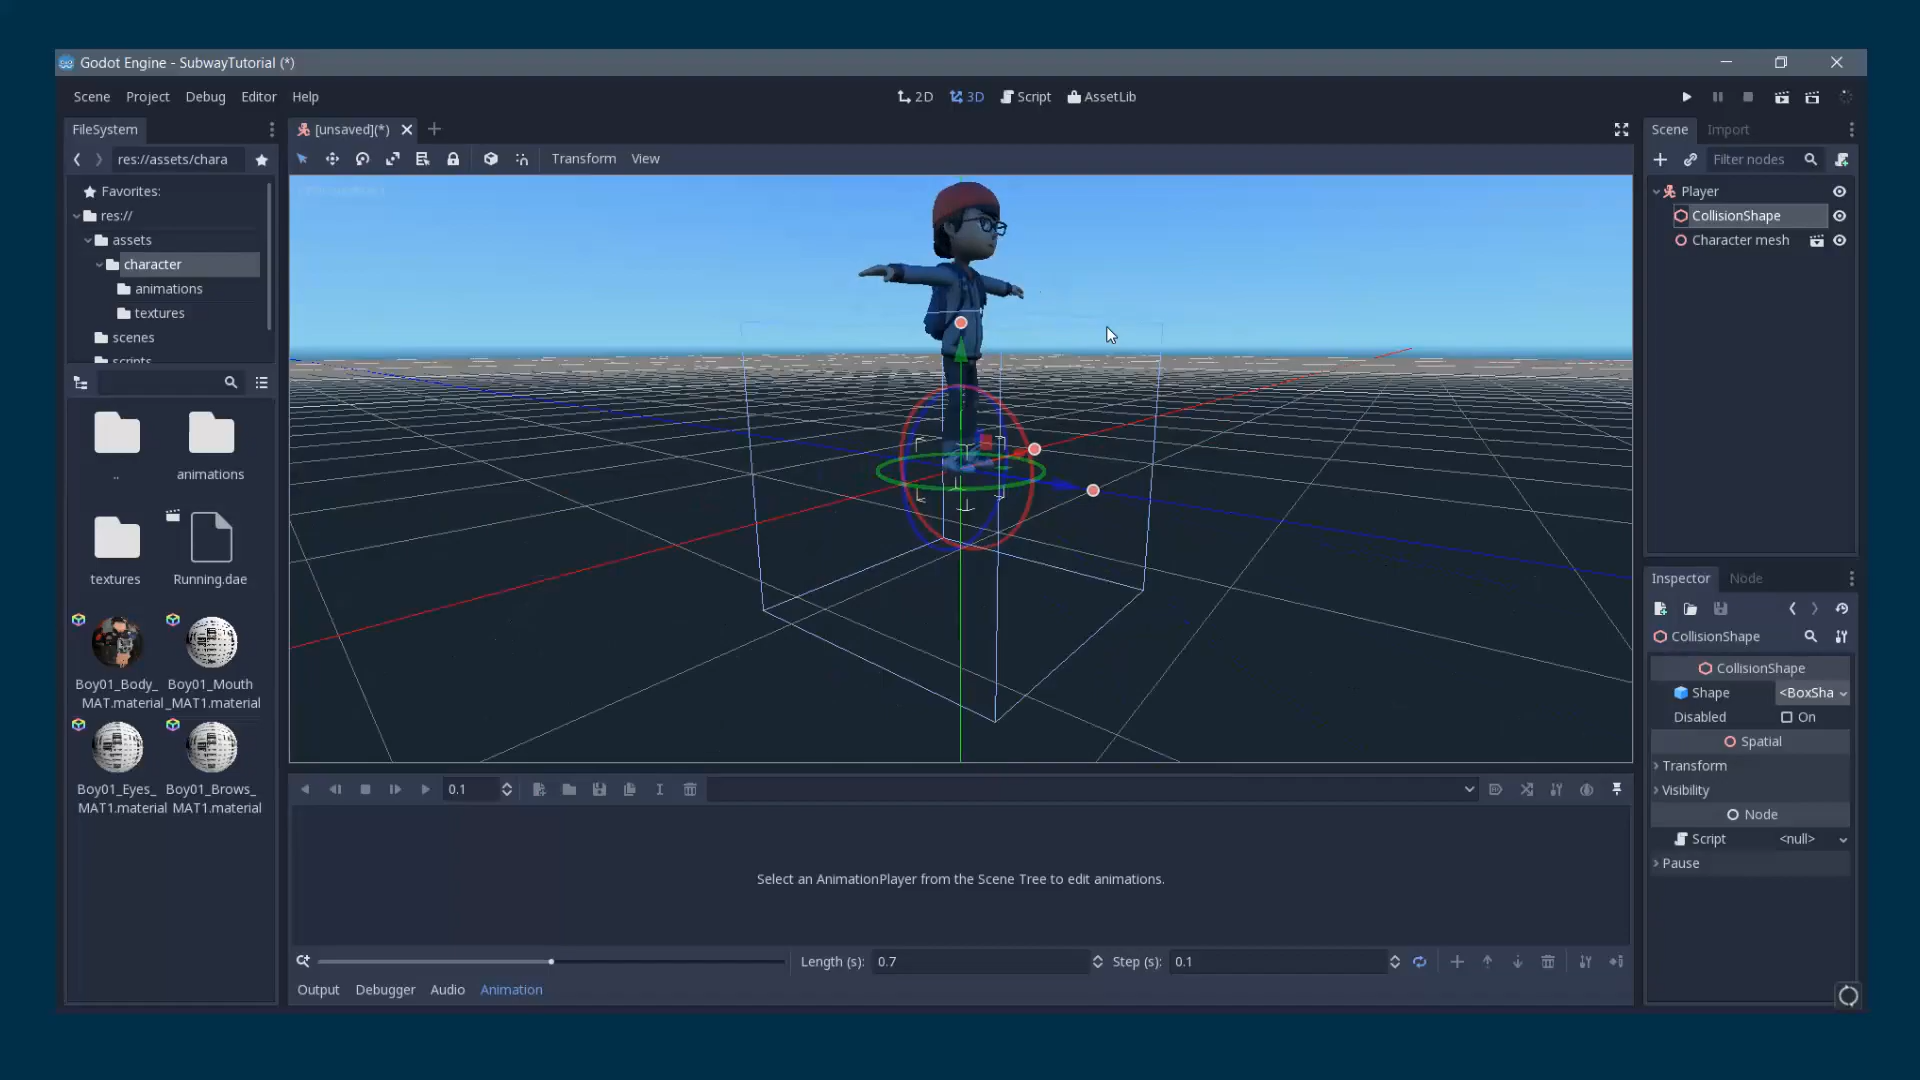 Godot Engine - SubwayTutorial (*)
Scene Project Debug Editor Help
2D 3D Script AssetLib
FileSystem
[unsaved](*)
Scene Import
res://assets/chara
Transform View
Filter nodes
Favorites:
res://
assets
character
animations
textures
scenes
scripts
Player
CollisionShape
Character mesh
..
animations
textures
Running.dae
Boy01_Body_
MAT.material
Boy01_Mouth
_MAT1.material
Boy01_Eyes_
MAT1.material
Boy01_Brows_
MAT1.material
0.1
Select an AnimationPlayer from the Scene Tree to edit animations.
Length (s): 0.7 Step (s): 0.1
Output Debugger Audio Animation
Inspector Node
CollisionShape
CollisionShape
Shape <BoxSha
Disabled On
Spatial
Transform
Visibility
Node
Script <null>
Pause